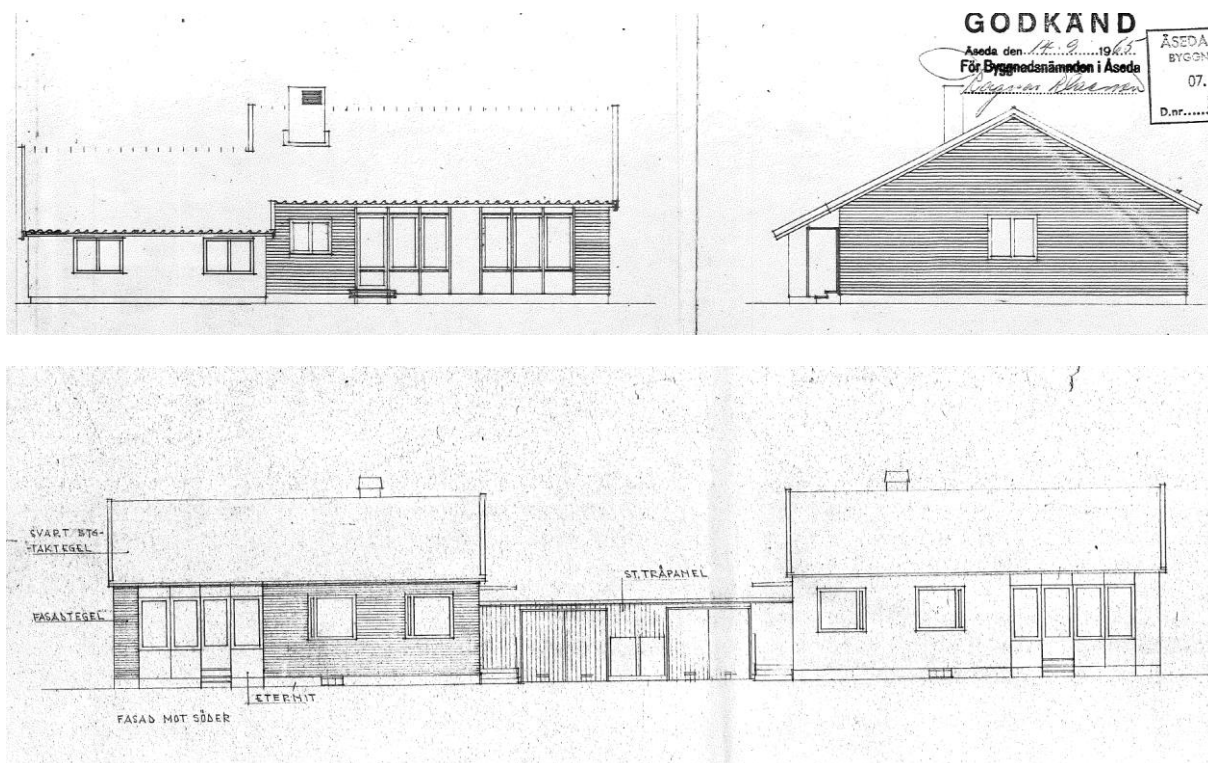 GODKÄND
Åseda den 14. 9. 1965
För Byggnadsnämnden i Åseda
ÅSEDA
BYGGN
07.
D.nr.
SVART BTG-
-TAKTEGEL
FASADTEGEL
ST. TRÄPANEL
ETERNIT
FASAD MOT SÖDER